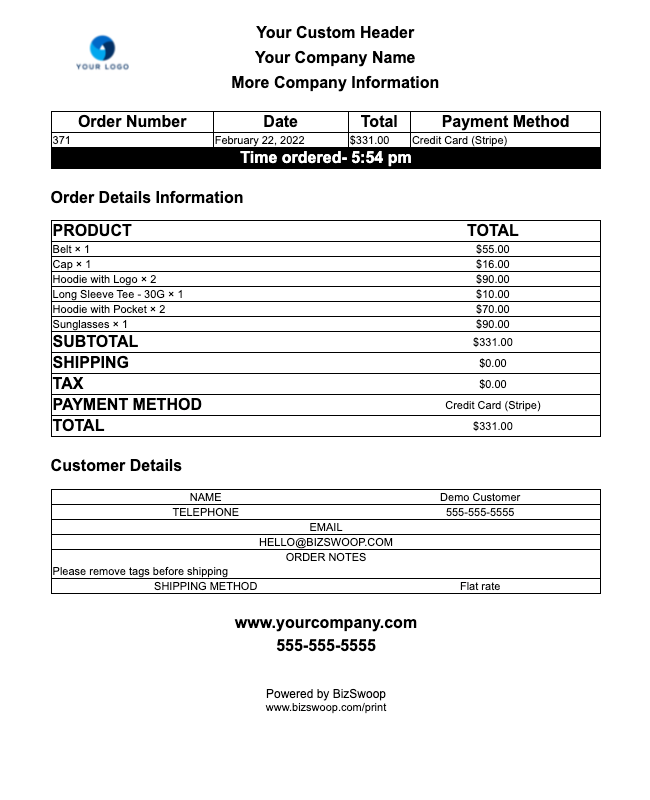 Your Custom Header
YOUR LOGO
Your Company Name
More Company Information
Order Number Date Total Payment Method
371 February 22, 2022 $331.00 Credit Card (Stripe)
Time ordered- 5:54 pm
Order Details Information
PRODUCT TOTAL
Belt × 1 $55.00
Cap × 1 $16.00
Hoodie with Logo × 2 $90.00
Long Sleeve Tee - 30G × 1 $10.00
Hoodie with Pocket × 2 $70.00
Sunglasses × 1 $90.00
SUBTOTAL $331.00
SHIPPING $0.00
TAX $0.00
PAYMENT METHOD Credit Card (Stripe)
TOTAL $331.00
Customer Details
NAME Demo Customer
TELEPHONE 555-555-5555
EMAIL
HELLO@BIZSWOOP.COM
ORDER NOTES
Please remove tags before shipping
SHIPPING METHOD Flat rate
www.yourcompany.com
555-555-5555
Powered by BizSwoop
www.bizswoop.com/print